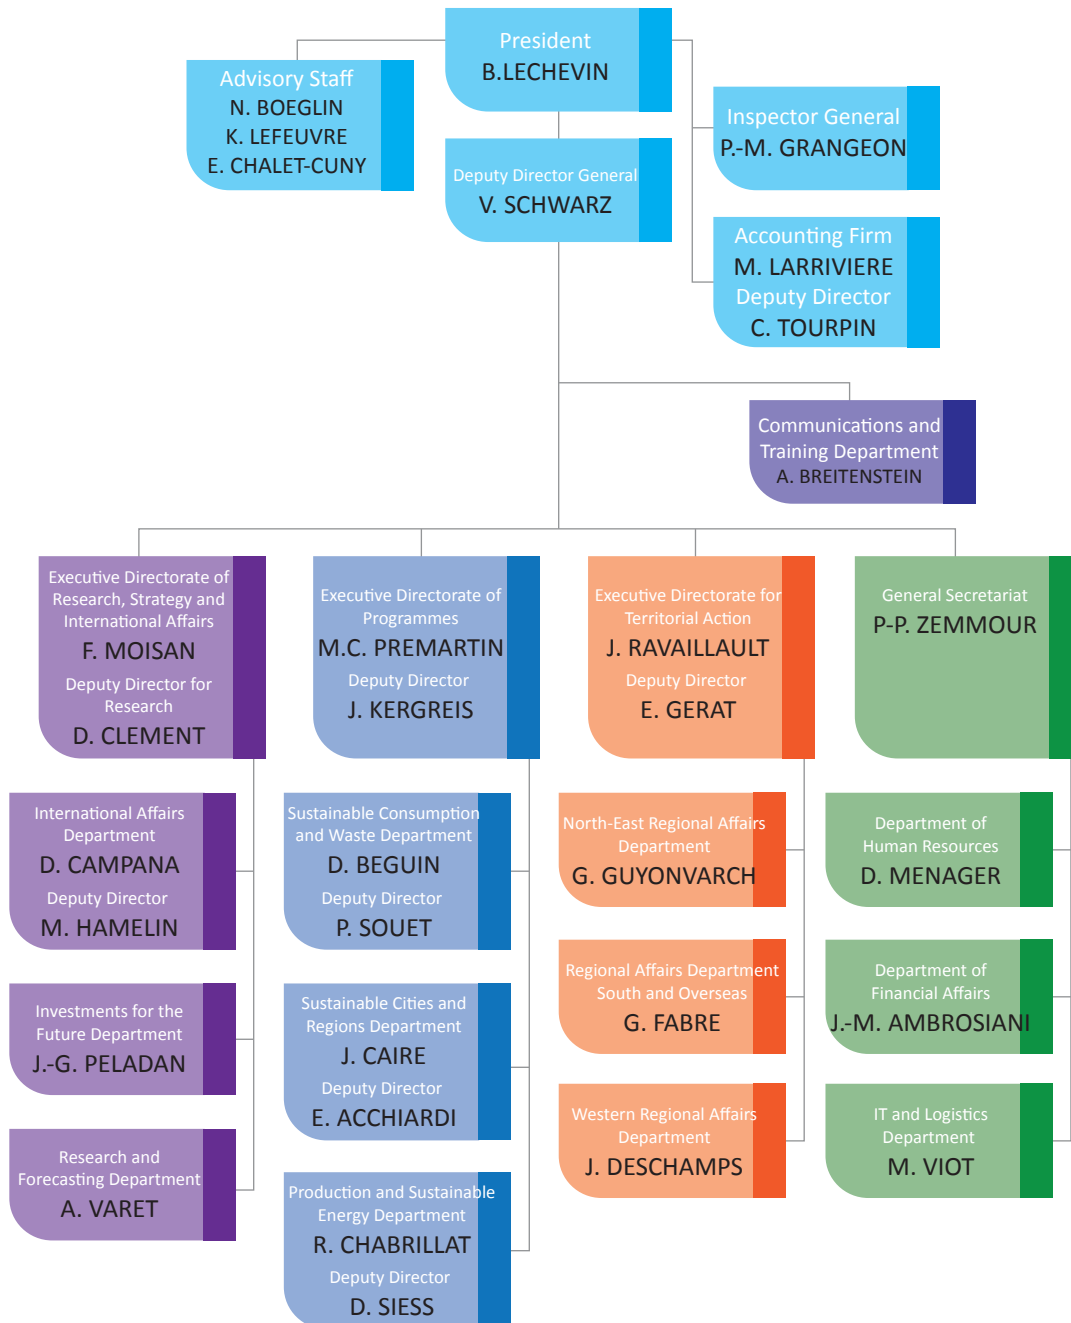 President
B.LECHEVIN
Advisory Staff
N. BOEGLIN
K. LEFEUVRE
E. CHALET-CUNY
Inspector General
P.-M. GRANGEON
Deputy Director General
V. SCHWARZ
Accounting Firm
M. LARRIVIERE
Deputy Director
C. TOURPIN
Communications and
Training Department
A. BREITENSTEIN
Executive Directorate of
Research, Strategy and
International Affairs
F. MOISAN
Deputy Director for
Research
D. CLEMENT
Executive Directorate of
Programmes
M.C. PREMARTIN
Deputy Director
J. KERGREIS
Executive Directorate for
Territorial Action
J. RAVAILLAULT
Deputy Director
E. GERAT
General Secretariat
P-P. ZEMMOUR
International Affairs
Department
D. CAMPANA
Deputy Director
M. HAMELIN
Investments for the
Future Department
J.-G. PELADAN
Research and
Forecasting Department
A. VARET
Sustainable Consumption
and Waste Department
D. BEGUIN
Deputy Director
P. SOUET
Sustainable Cities and
Regions Department
J. CAIRE
Deputy Director
E. ACCHIARDI
Production and Sustainable
Energy Department
R. CHABRILLAT
Deputy Director
D. SIESS
North-East Regional Affairs
Department
G. GUYONVARCH
Regional Affairs Department
South and Overseas
G. FABRE
Western Regional Affairs
Department
J. DESCHAMPS
Department of
Human Resources
D. MENAGER
Department of
Financial Affairs
J.-M. AMBROSIANI
IT and Logistics
Department
M. VIOT